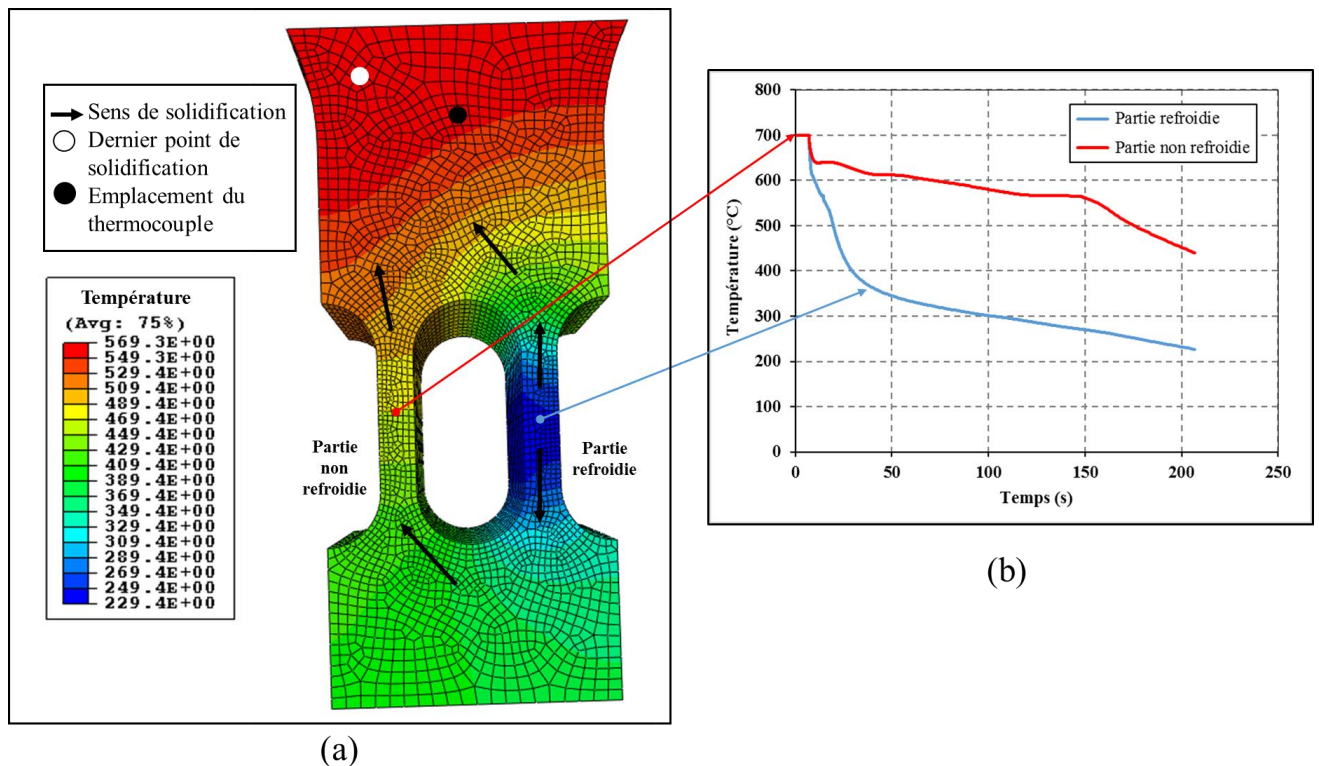 Sens de solidification
Dernier point de
solidification
Emplacement du
thermocouple
Température
(Avg: 75%)
569.3E+00
549.3E+00
529.4E+00
509.4E+00
489.4E+00
469.4E+00
449.4E+00
429.4E+00
409.4E+00
389.4E+00
369.4E+00
349.4E+00
329.4E+00
309.4E+00
289.4E+00
269.4E+00
249.4E+00
229.4E+00
Partie
non
refroidie
Partie
refroidie
(a)
Partie refroidie
Partie non refroidie
Température (°C)
800
700
600
500
400
300
200
100
0
0 50 100 150 200 250
Temps (s)
(b)